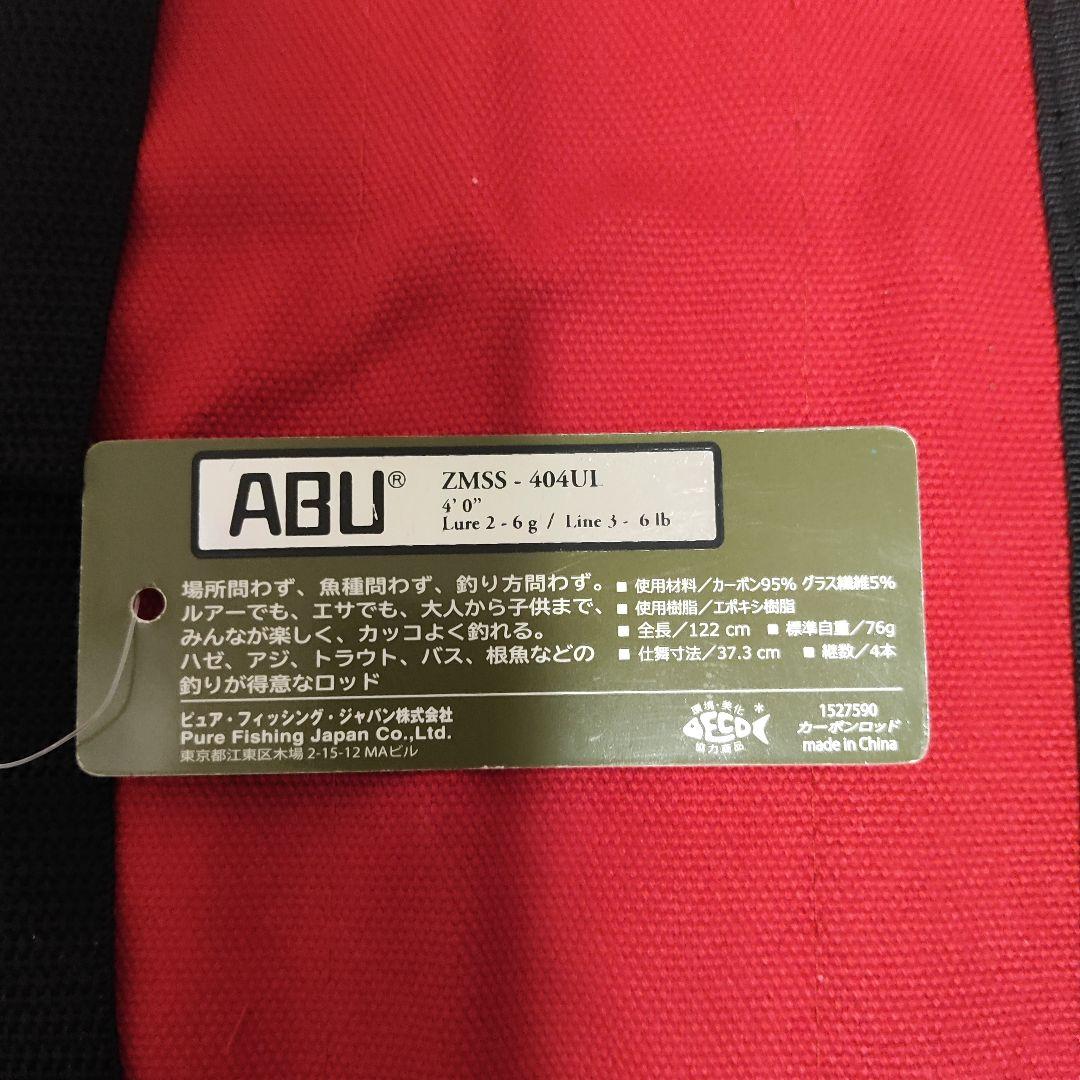 ABU® ZMSS - 404UL
4' 0"
Lure 2 - 6 g / Line 3 - 6 lb
場所問わず、魚種問わず、釣り方問わず。
ルアーでも、エサでも、大人から子供まで、
みんなが楽しく、カッコよく釣れる。
ハゼ、アジ、トラウト、バス、根魚などの
釣りが得意なロッド
■ 使用材料/カーボン95% グラス繊維5%
■ 使用樹脂/エポキシ樹脂
■ 全長/122 cm ■ 標準自重/76g
■ 仕舞寸法/37.3 cm ■ 継数/4本
ピュア・フィッシング・ジャパン株式会社
Pure Fishing Japan Co.,Ltd.
東京都江東区木場 2-15-12 MAビル
環境・美化
DECO
協力商品
1527590
カーボンロッド
made in China